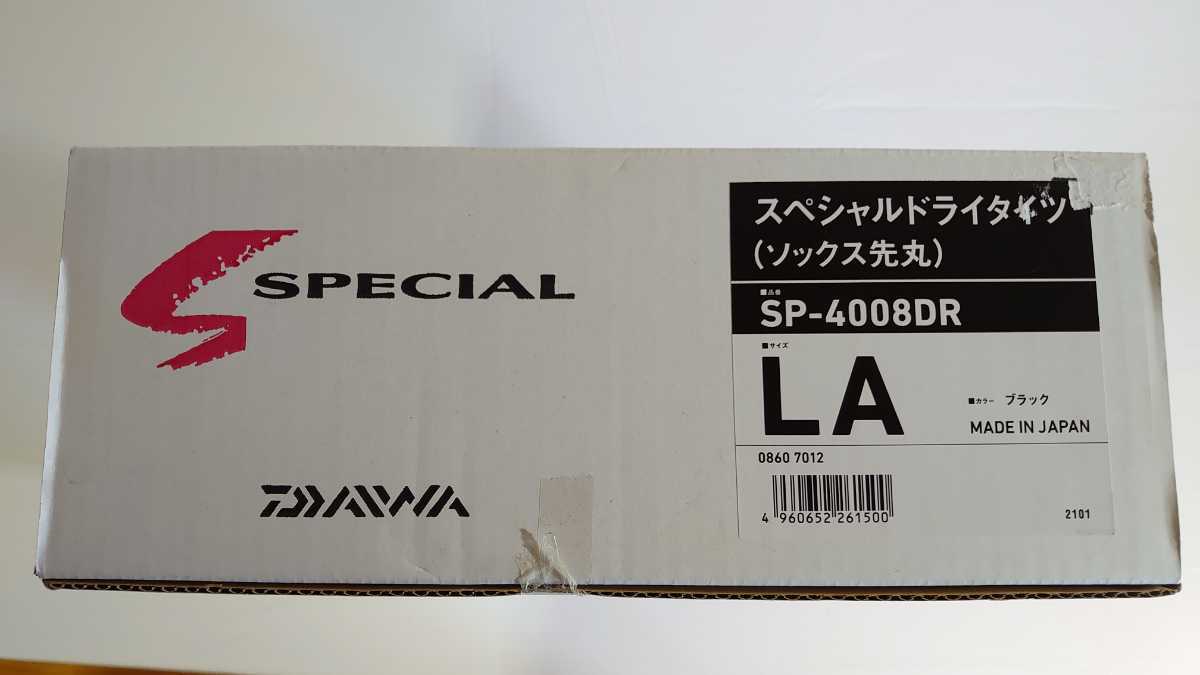 SPECIAL
DAIWA
スペシャルドライタイツ
(ソックス先丸)
■品番
SP-4008DR
■サイズ
LA
■カラー ブラック
MADE IN JAPAN
0860 7012
4 960652 261500
2101